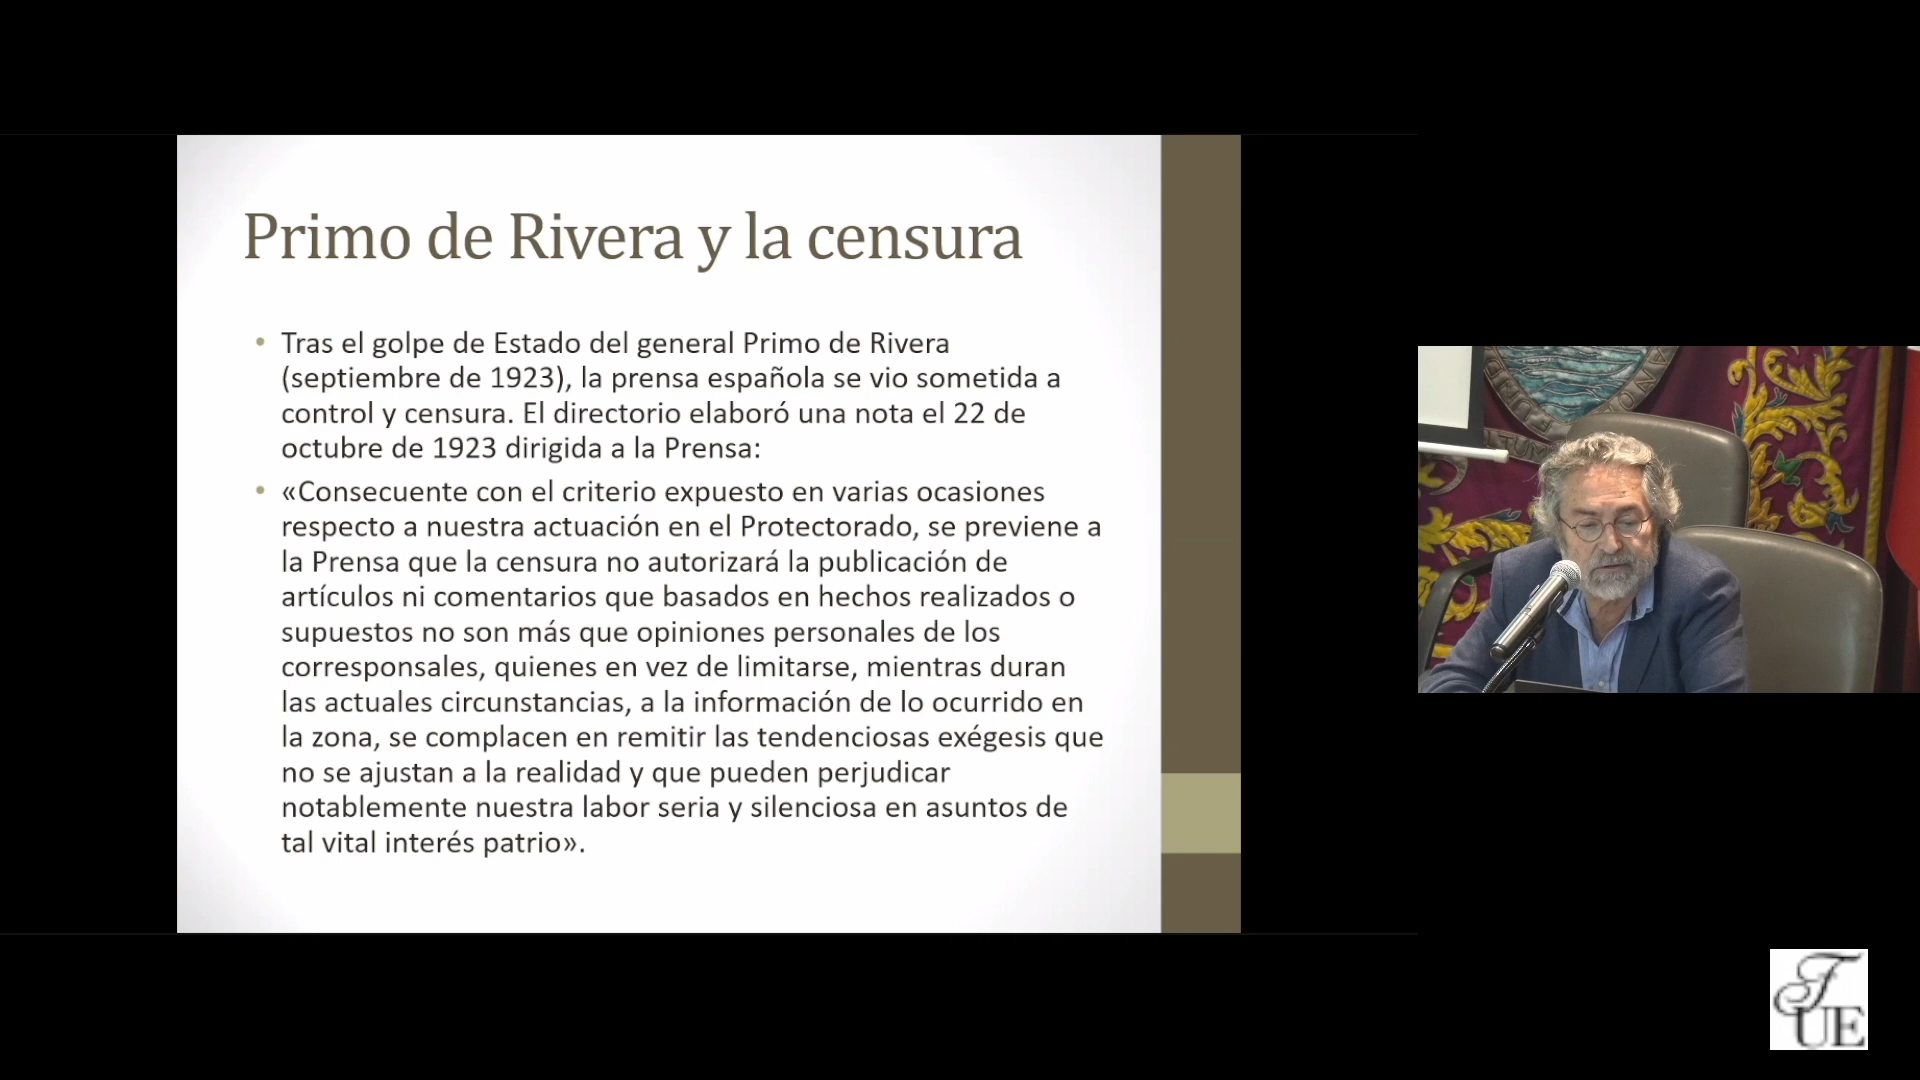 Primo de Rivera y la censura
• Tras el golpe de Estado del general Primo de Rivera
(septiembre de 1923), la prensa española se vio sometida a
control y censura. El directorio elaboró una nota el 22 de
octubre de 1923 dirigida a la Prensa:
• «Consecuente con el criterio expuesto en varias ocasiones
respecto a nuestra actuación en el Protectorado, se previene a
la Prensa que la censura no autorizará la publicación de
artículos ni comentarios que basados en hechos realizados o
supuestos no son más que opiniones personales de los
corresponsales, quienes en vez de limitarse, mientras duran
las actuales circunstancias, a la información de lo ocurrido en
la zona, se complacen en remitir las tendenciosas exégesis que
no se ajustan a la realidad y que pueden perjudicar
notablemente nuestra labor seria y silenciosa en asuntos de
tal vital interés patrio».
UE